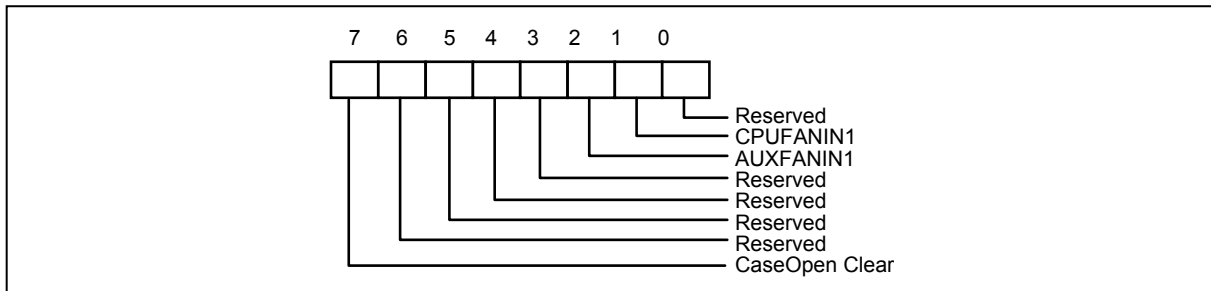 7 6 5 4 3 2 1 0
Reserved
CPUFANIN1
AUXFANIN1
Reserved
Reserved
Reserved
Reserved
CaseOpen Clear